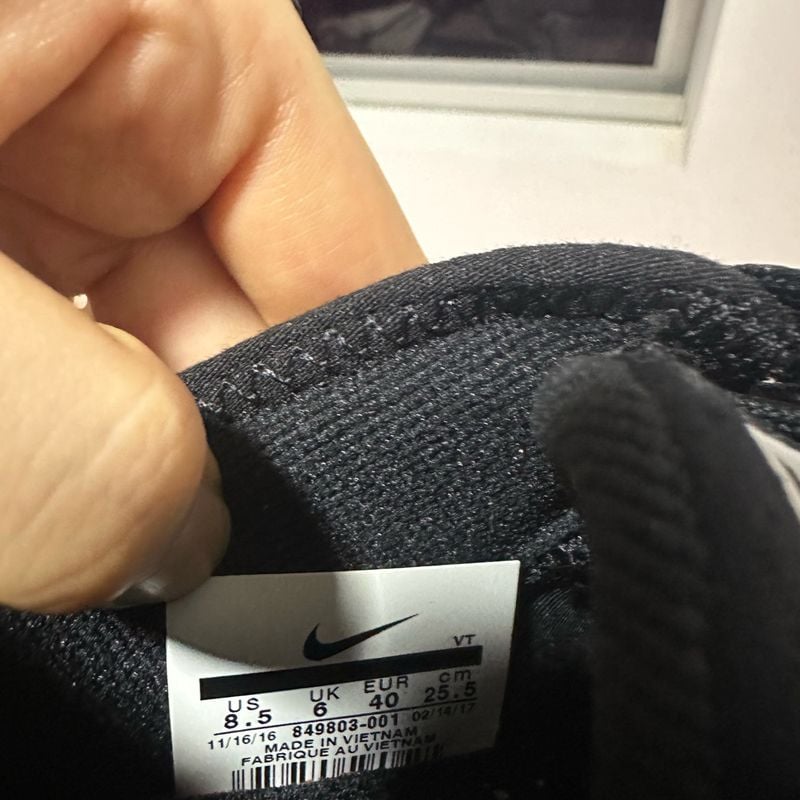 VT
US UK EUR cm
8.5 6 40 25.5
11/16/16 849803-001 02/14/17
MADE IN VIETNAM
FABRIQUE AU VIETNAM